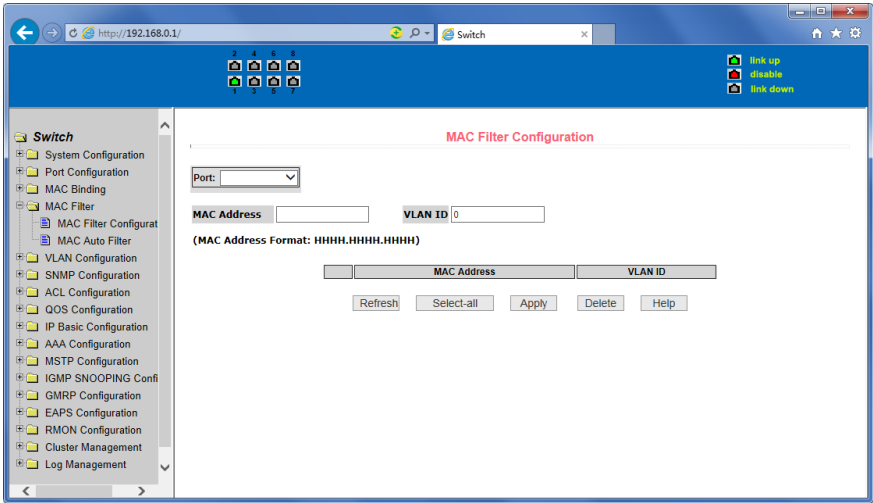 http://192.168.0.1/
Switch
2 4 6 8
1 3 5 7
link up
disable
link down
Switch
System Configuration
Port Configuration
MAC Binding
MAC Filter
MAC Filter Configurat
MAC Auto Filter
VLAN Configuration
SNMP Configuration
ACL Configuration
QOS Configuration
IP Basic Configuration
AAA Configuration
MSTP Configuration
IGMP SNOOPING Confi
GMRP Configuration
EAPS Configuration
RMON Configuration
Cluster Management
Log Management
MAC Filter Configuration
Port:
MAC Address VLAN ID 0
(MAC Address Format: HHHH.HHHH.HHHH)
MAC Address VLAN ID
Refresh Select-all Apply Delete Help